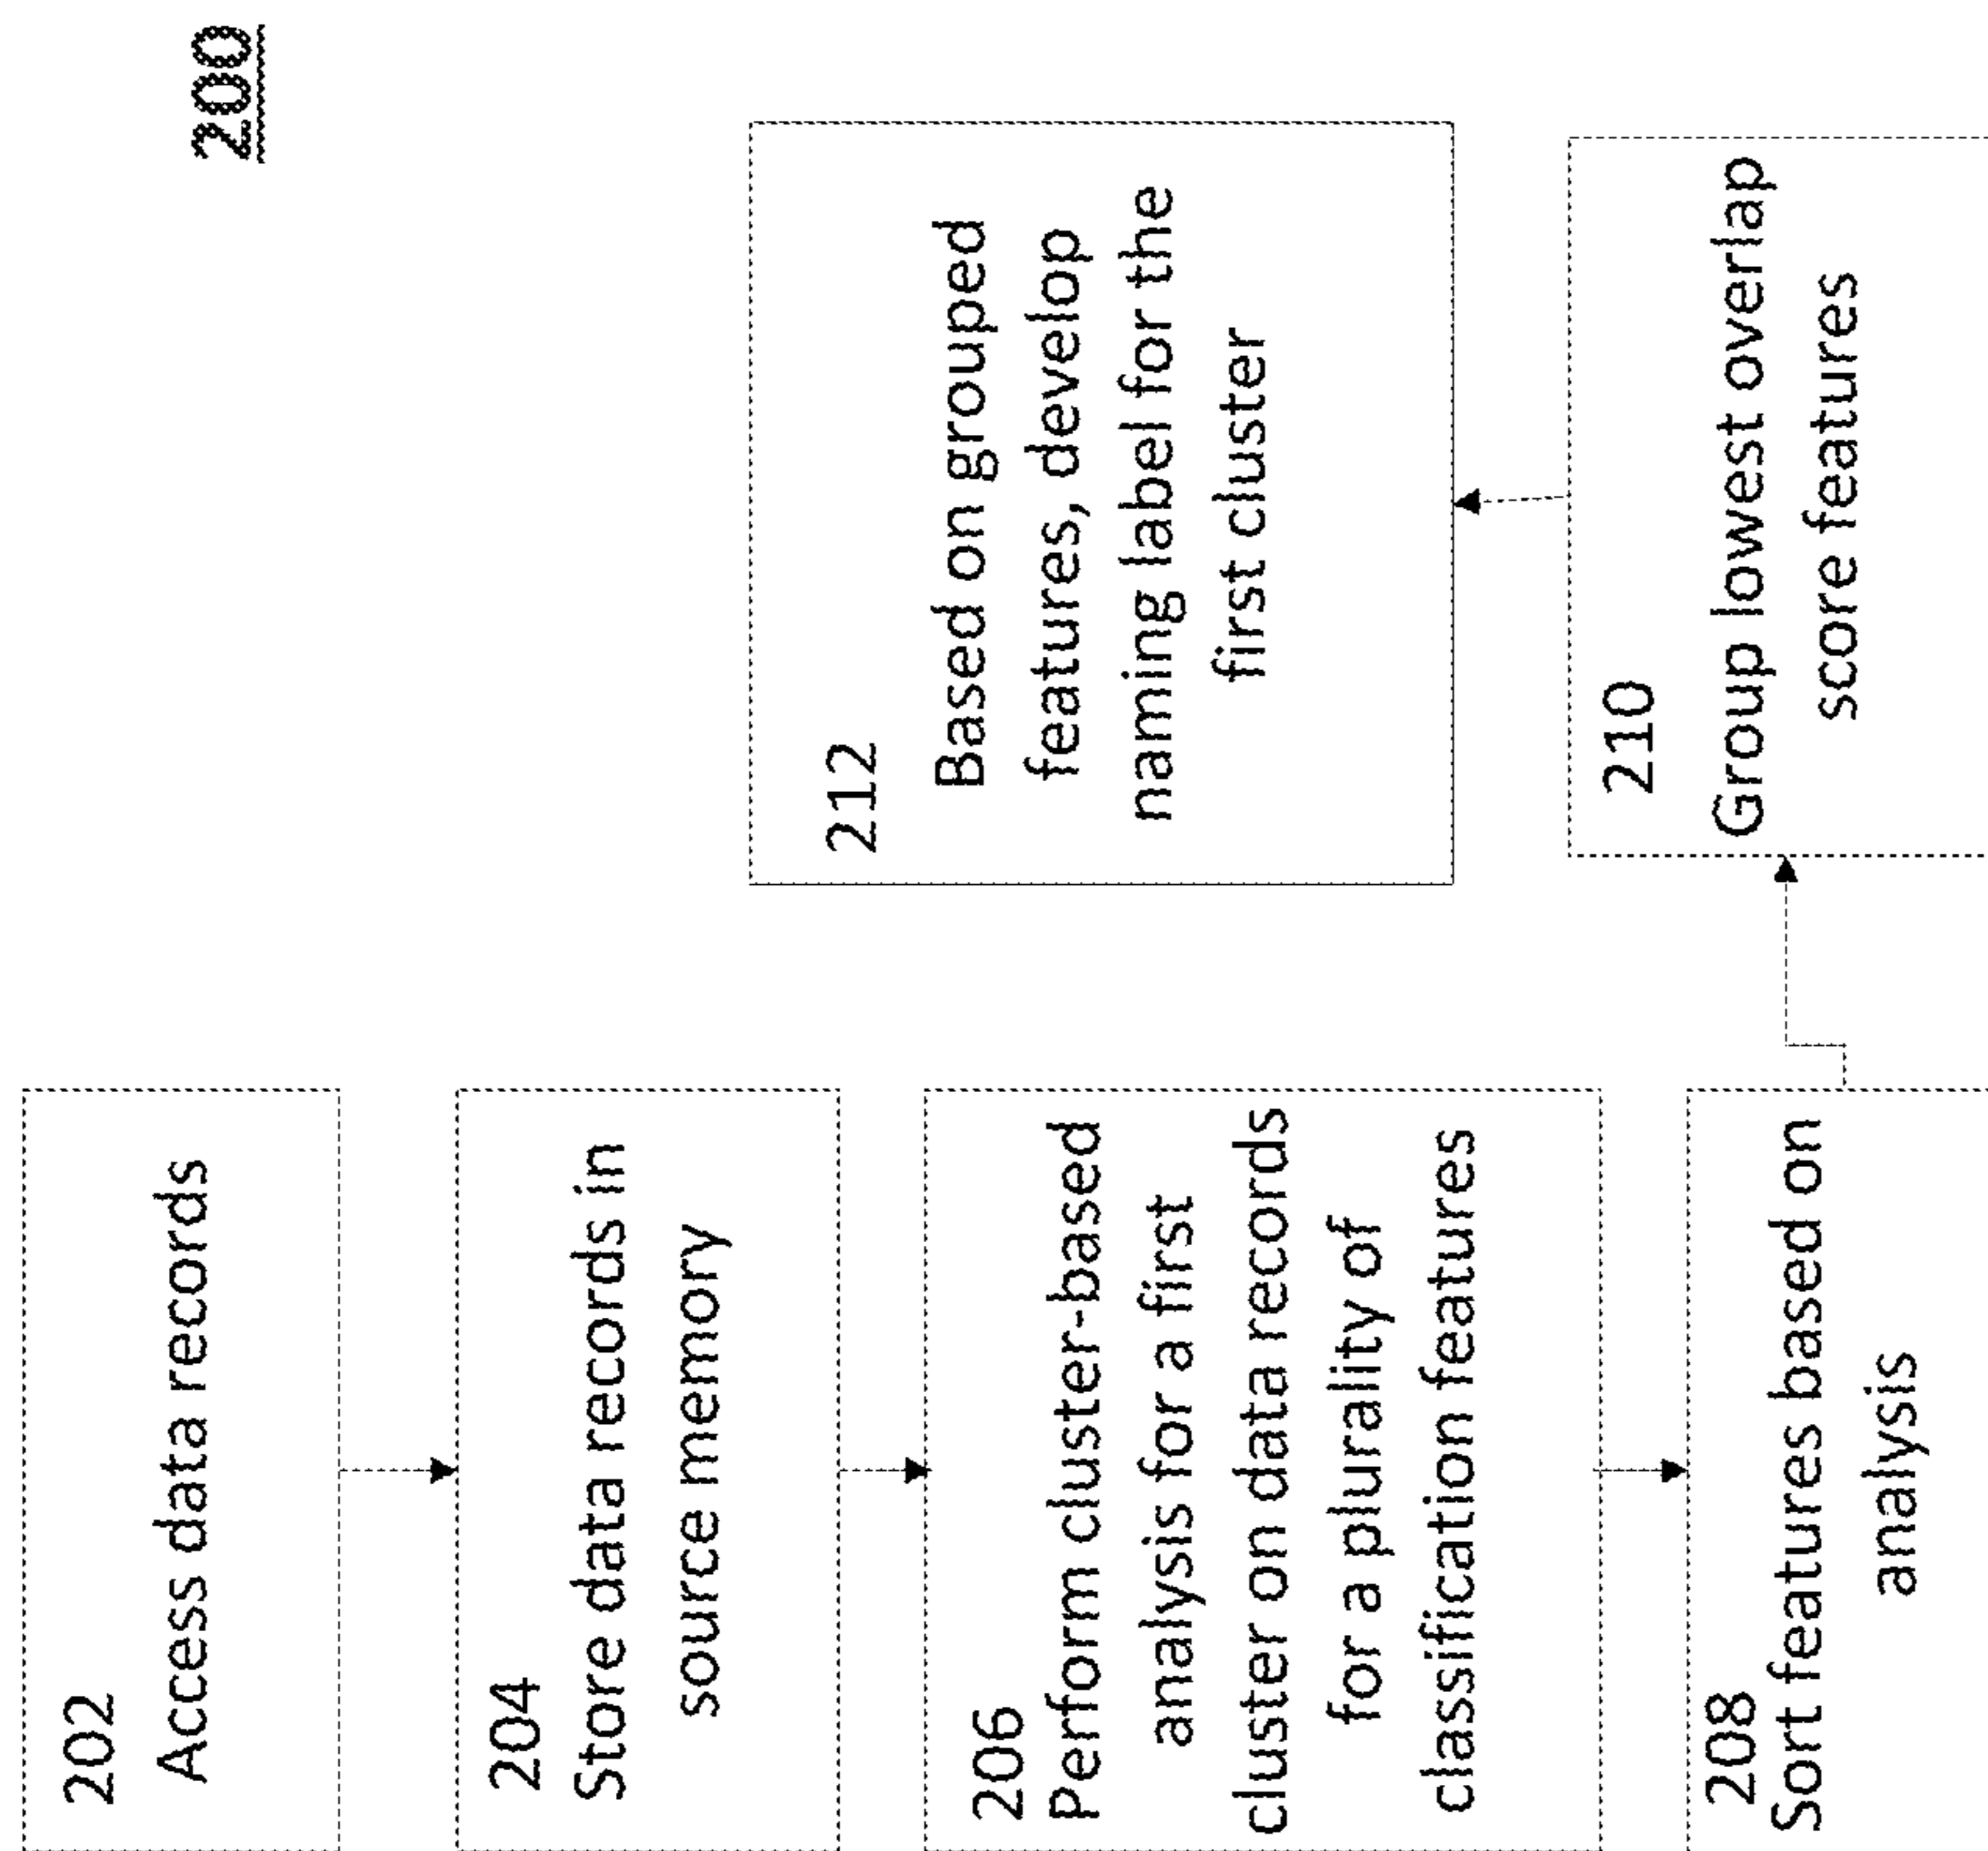 200
202
Access data records
204
Store data records in
source memory
206
Perform cluster-based
analysis for a first
cluster on data records
for a plurality of
classification features
208
Sort features based on
analysis
210
Group lowest overlap
score features
212
Based on grouped
features, develop
naming label for the
first cluster